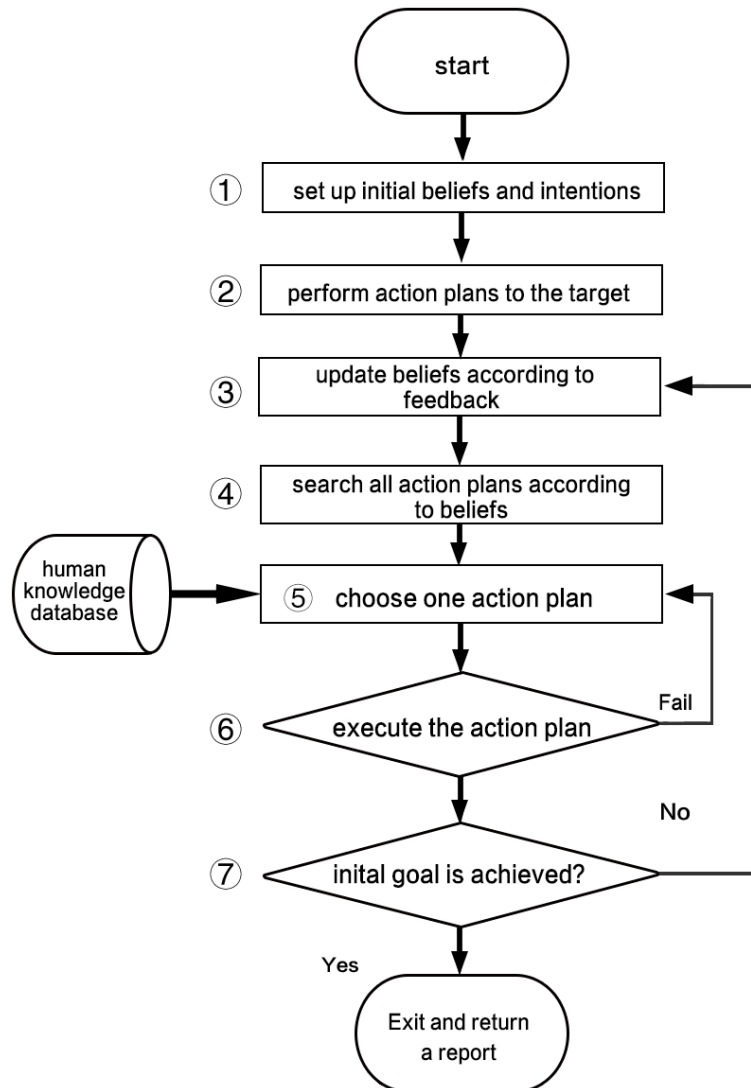 start
① set up initial beliefs and intentions
② perform action plans to the target
③ update beliefs according to
feedback
④ search all action plans according
to beliefs
human
knowledge
database
⑤ choose one action plan
Fail
⑥ execute the action plan
No
⑦ inital goal is achieved?
Yes
Exit and return
a report